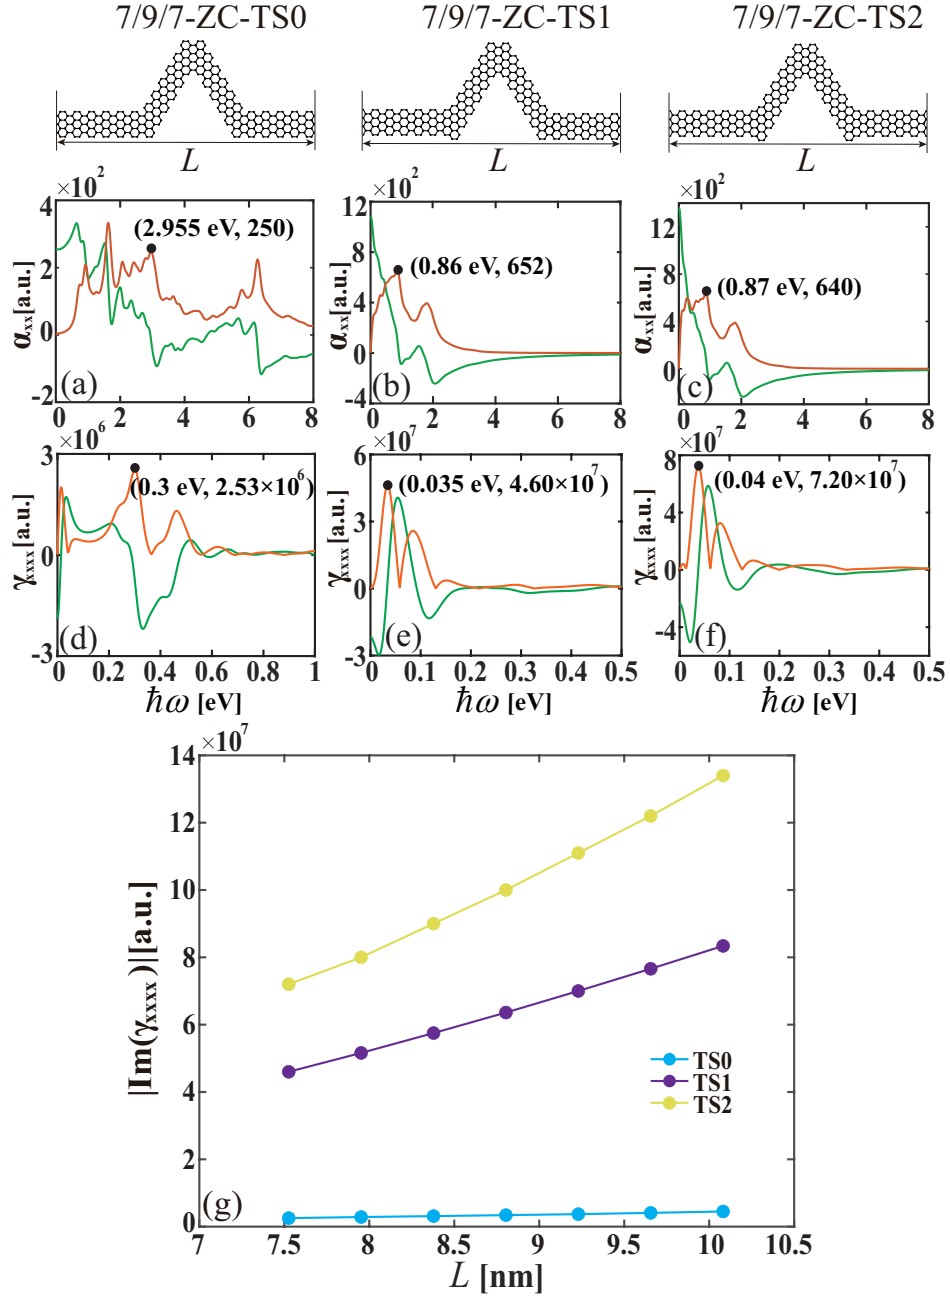 7/9/7-ZC-TS0 7/9/7-ZC-TS1 7/9/7-ZC-TS2
L L L
×10²
4
2
0
-2
α_xx[a.u.]
(2.955 eV, 250)
(a)
0 2 4 6 8
×10²
12
8
4
0
-4
α_xx[a.u.]
(0.86 eV, 652)
(b)
0 2 4 6 8
×10²
12
8
4
0
α_xx[a.u.]
(0.87 eV, 640)
(c)
0 2 4 6 8
×10⁶
3
0
-3
γ_xxxx[a.u.]
(0.3 eV, 2.53×10⁶)
(d)
0 0.2 0.4 0.6 0.8 1
ħω [eV]
×10⁷
6
3
0
-3
γ_xxxx[a.u.]
(0.035 eV, 4.60×10⁷)
(e)
0 0.1 0.2 0.3 0.4 0.5
ħω [eV]
×10⁷
8
4
0
-4
γ_xxxx[a.u.]
(0.04 eV, 7.20×10⁷)
(f)
0 0.1 0.2 0.3 0.4 0.5
ħω [eV]
×10⁷
14
12
10
8
6
4
2
0
|Im(γ_xxxx)|[a.u.]
TS0
TS1
TS2
(g)
7 7.5 8 8.5 9 9.5 10 10.5
L [nm]